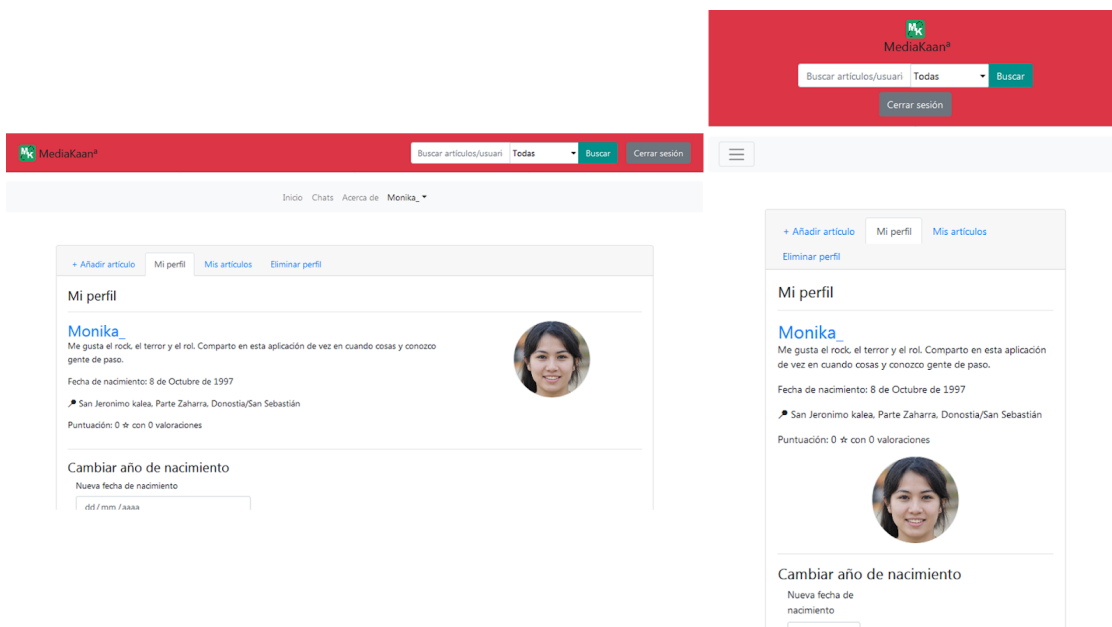 MK MediaKaanª
Buscar artículos/usuari Todas Buscar Cerrar sesión
Inicio Chats Acerca de Monika_
+ Añadir artículo Mi perfil Mis artículos Eliminar perfil
Mi perfil
Monika_
Me gusta el rock, el terror y el rol. Comparto en esta aplicación de vez en cuando cosas y conozco
gente de paso.
Fecha de nacimiento: 8 de Octubre de 1997
San Jeronimo kalea, Parte Zaharra, Donostia/San Sebastián
Puntuación: 0 ☆ con 0 valoraciones
Cambiar año de nacimiento
Nueva fecha de nacimiento
dd/mm/aaaa
MK
MediaKaanª
Buscar artículos/usuari Todas Buscar
Cerrar sesión
+ Añadir artículo Mi perfil Mis artículos
Eliminar perfil
Mi perfil
Monika_
Me gusta el rock, el terror y el rol. Comparto en esta aplicación
de vez en cuando cosas y conozco gente de paso.
Fecha de nacimiento: 8 de Octubre de 1997
San Jeronimo kalea, Parte Zaharra, Donostia/San Sebastián
Puntuación: 0 ☆ con 0 valoraciones
Cambiar año de nacimiento
Nueva fecha de
nacimiento